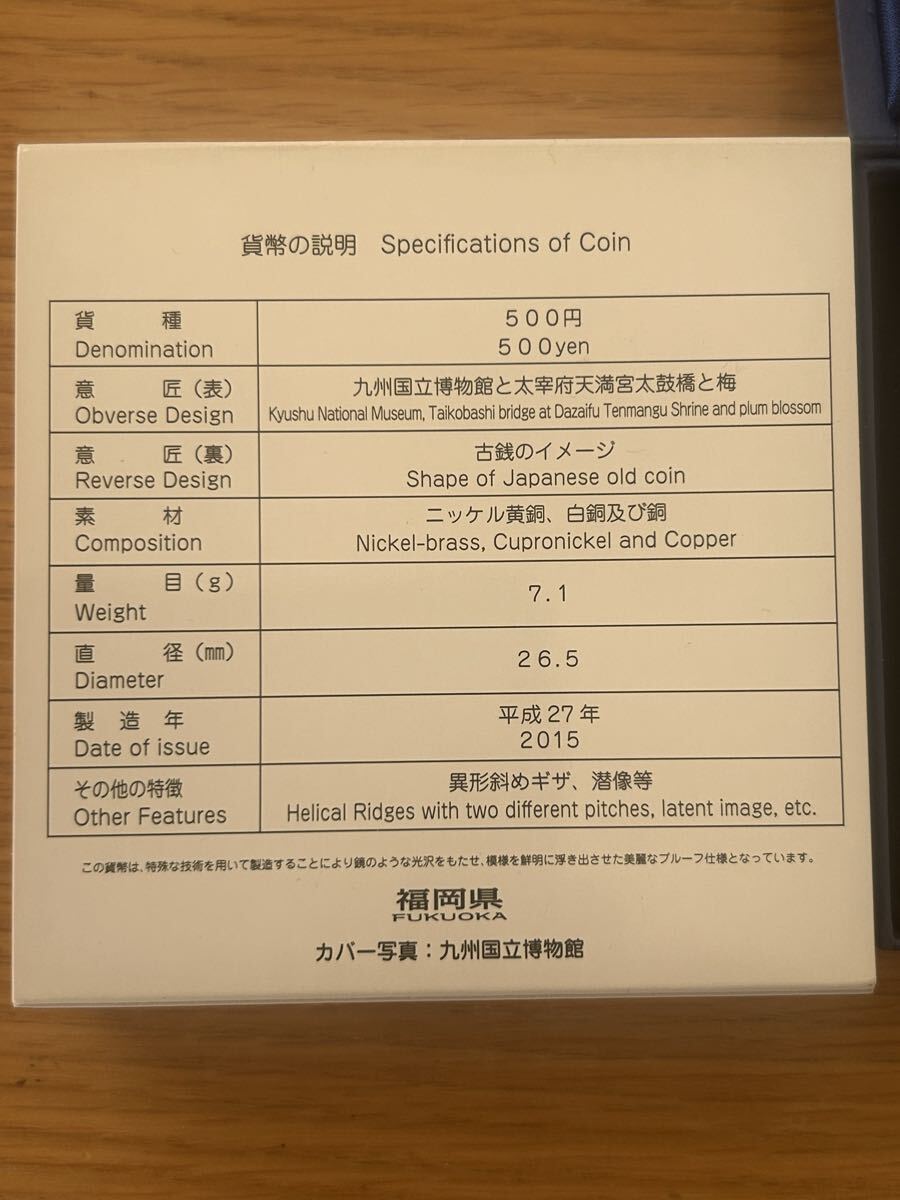 貨幣の説明 Specifications of Coin
貨種 500円
Denomination 500yen
意匠(表) 九州国立博物館と太宰府天満宮太鼓橋と梅
Obverse Design Kyushu National Museum, Taikobashi bridge at Dazaifu Tenmangu Shrine and plum blossom
意匠(裏) 古銭のイメージ
Reverse Design Shape of Japanese old coin
素材 ニッケル黄銅、白銅及び銅
Composition Nickel-brass, Cupronickel and Copper
量目(g) 7.1
Weight
直径(㎜) 26.5
Diameter
製造年 平成27年
Date of issue 2015
その他の特徴 異形斜めギザ、潜像等
Other Features Helical Ridges with two different pitches, latent image, etc.
この貨幣は、特殊な技術を用いて製造することにより鏡のような光沢をもたせ、模様を鮮明に浮き出させた美麗なプルーフ仕様となっています。
福岡県
FUKUOKA
カバー写真：九州国立博物館